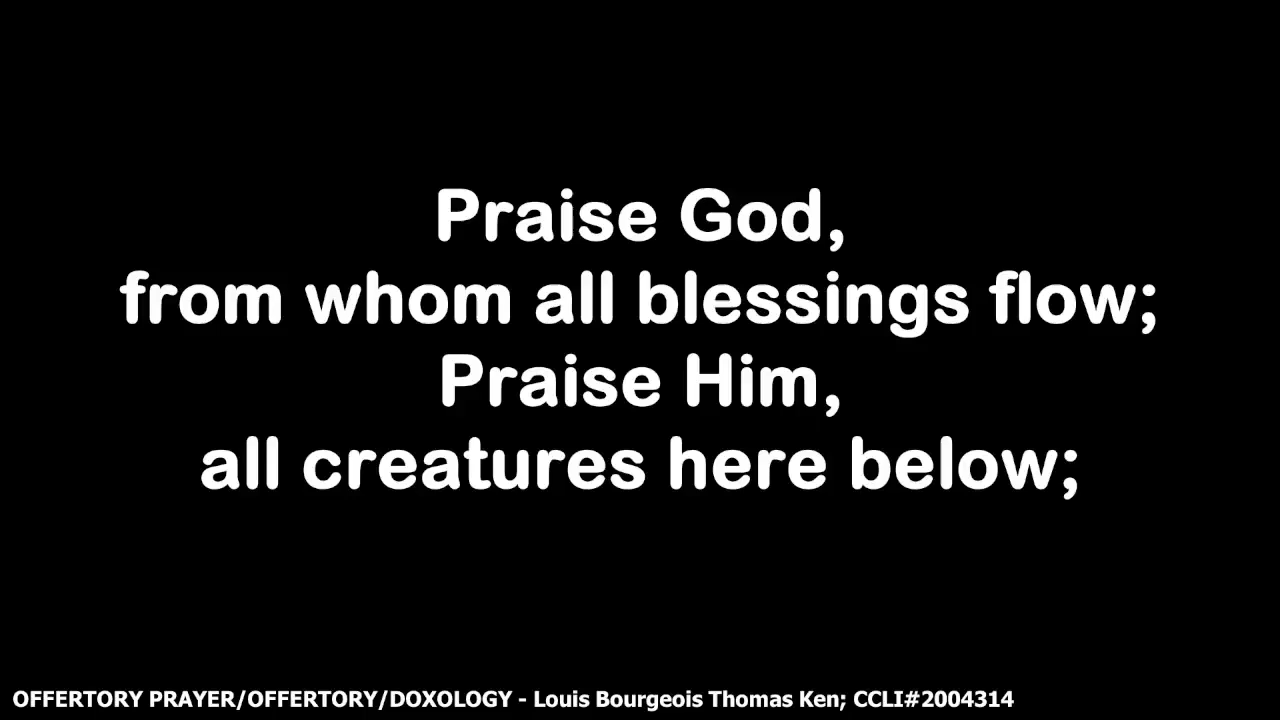 Praise God,
from whom all blessings flow;
Praise Him,
all creatures here below;
OFFERTORY PRAYER/OFFERTORY/DOXOLOGY - Louis Bourgeois Thomas Ken; CCLI#2004314